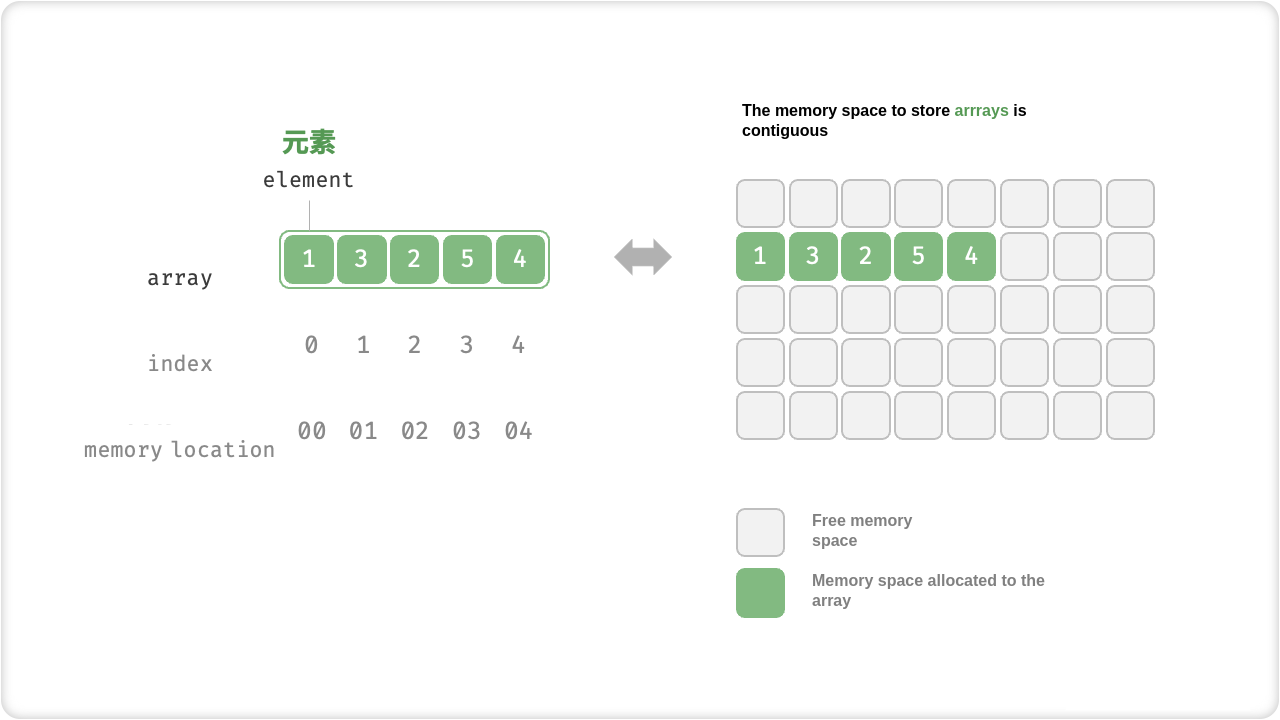 元素
element
array
1 3 2 5 4
index
0 1 2 3 4
memory location
00 01 02 03 04
The memory space to store arrrays is
contiguous
1 3 2 5 4
Free memory
space
Memory space allocated to the
array